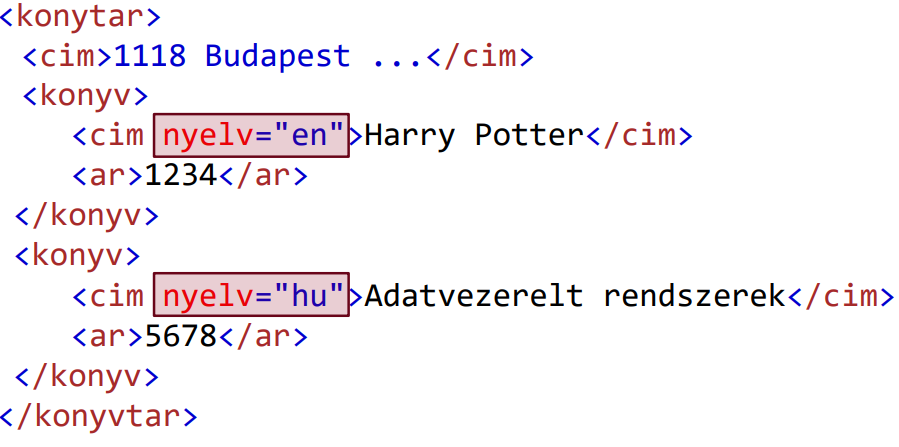 <konytar>
<cim>1118 Budapest ...</cim>
<konyv>
<cim nyelv="en">Harry Potter</cim>
<ar>1234</ar>
</konyv>
<konyv>
<cim nyelv="hu">Adatvezerelt rendszerek</cim>
<ar>5678</ar>
</konyv>
</konyvtar>